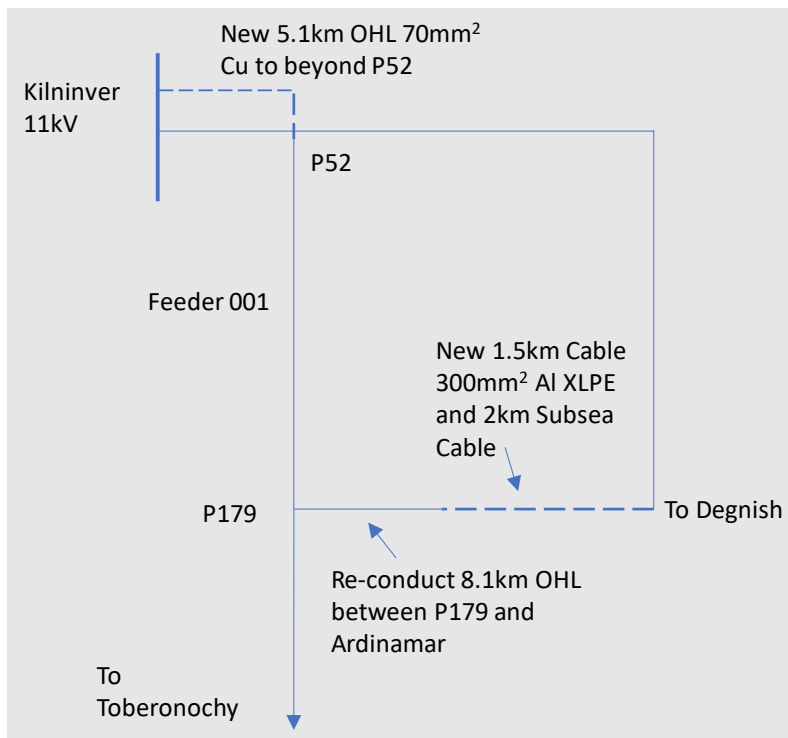 New 5.1km OHL 70mm²
Cu to beyond P52
Kilninver
11kV
P52
Feeder 001
New 1.5km Cable
300mm² Al XLPE
and 2km Subsea
Cable
P179
To Degnish
Re-conduct 8.1km OHL
between P179 and
Ardinamar
To
Toberonochy